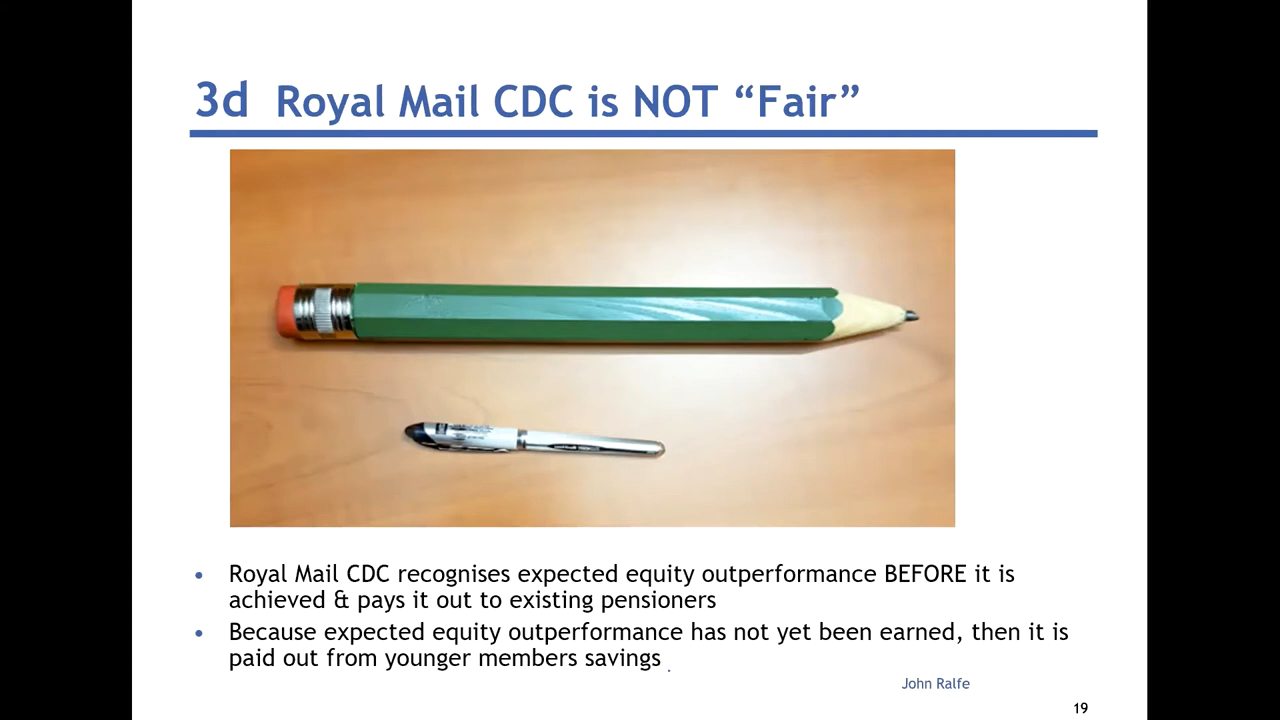 3d Royal Mail CDC is NOT “Fair”
• Royal Mail CDC recognises expected equity outperformance BEFORE it is
achieved & pays it out to existing pensioners
• Because expected equity outperformance has not yet been earned, then it is
paid out from younger members savings .
John Ralfe
19